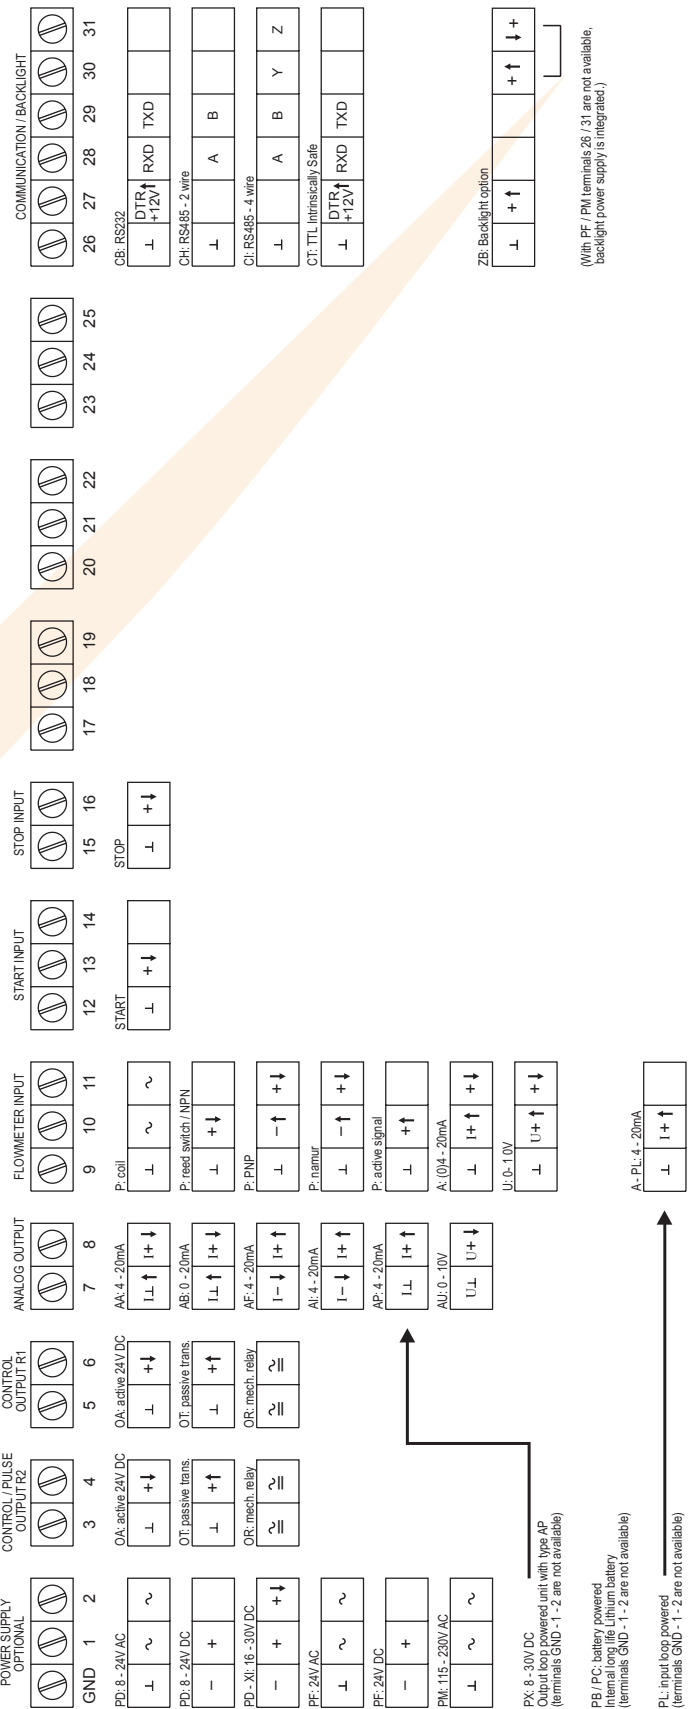 POWER SUPPLY
OPTIONAL
GND 1 2
PD: 8 - 24V AC
⊥ ~ ~
PD: 8 - 24V DC
− +
PD - XI: 16 - 30V DC
− + +↓
PF: 24V AC
⊥ ~ ~
PF: 24V DC
− +
PM: 115 - 230V AC
⊥ ~ ~
PX: 8 - 30V DC
Output loop powered unit with type AP
(terminals GND - 1 - 2 are not available)
PB / PC: battery powered
Internal long life Lithium battery
(terminals GND - 1 - 2 are not available)
PL: input loop powered
(terminals GND - 1 - 2 are not available)
CONTROL / PULSE
OUTPUT R2
3 4
OA: active 24V DC
⊥ +↓
OT: passive trans.
⊥ +↑
OR: mech. relay
CONTROL
OUTPUT R1
5 6
OA: active 24V DC
⊥ +↓
OT: passive trans.
⊥ +↑
OR: mech. relay
ANALOG OUTPUT
7 8
AA: 4 - 20mA
I⊥↑ I+↓
AB: 0 - 20mA
I⊥↑ I+↓
AF: 4 - 20mA
I−↓ I+↑
AI: 4 - 20mA
I−↓ I+↑
AP: 4 - 20mA
I⊥ I+↑
AU: 0 - 10V
U⊥ U+↓
FLOWMETER INPUT
9 10 11
P: coil
⊥ ~ ~
P: reed switch / NPN
⊥ +↓
P: PNP
⊥ −↑ +↓
P: namur
⊥ −↑ +↓
P: active signal
⊥ +↑
A: (0)4 - 20mA
⊥ I+↑ +↓
U: 0- 1 0V
⊥ U+↑ +↓
A - PL: 4 - 20mA
⊥ I+↑
START INPUT
12 13 14
START
⊥ +↓
STOP INPUT
15 16
STOP
⊥ +↓
17 18 19
20 21 22
23 24 25
COMMUNICATION / BACKLIGHT
26 27 28 29 30 31
CB: RS232
⊥ DTR +12V↑ RXD TXD
CH: RS485 - 2 wire
⊥ A B
CI: RS485 - 4 wire
⊥ A B Y Z
CT: TTL Intrinsically Safe
⊥ DTR +12V↑ RXD TXD
ZB: Backlight option
⊥ +↑ +↑ ↓+
(With PF / PM terminals 26 / 31 are not available,
backlight power supply is integrated.)